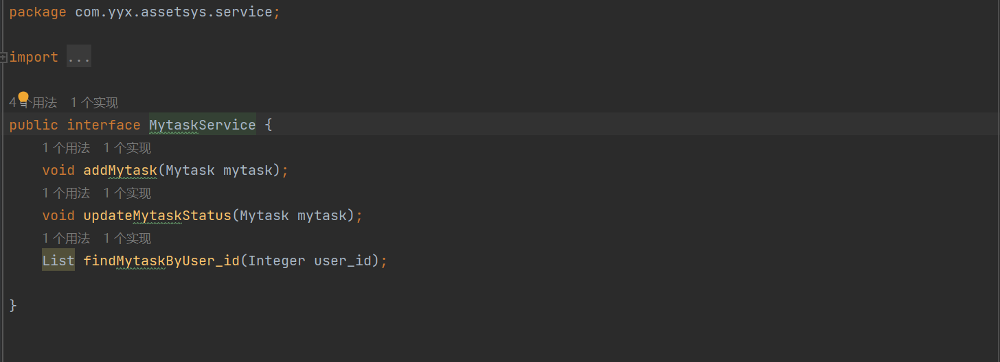 package com.yyx.assetsys.service;
import ...
4个用法 1个实现
public interface MytaskService {
1个用法 1个实现
void addMytask(Mytask mytask);
1个用法 1个实现
void updateMytaskStatus(Mytask mytask);
1个用法 1个实现
List findMytaskByUser_id(Integer user_id);
}